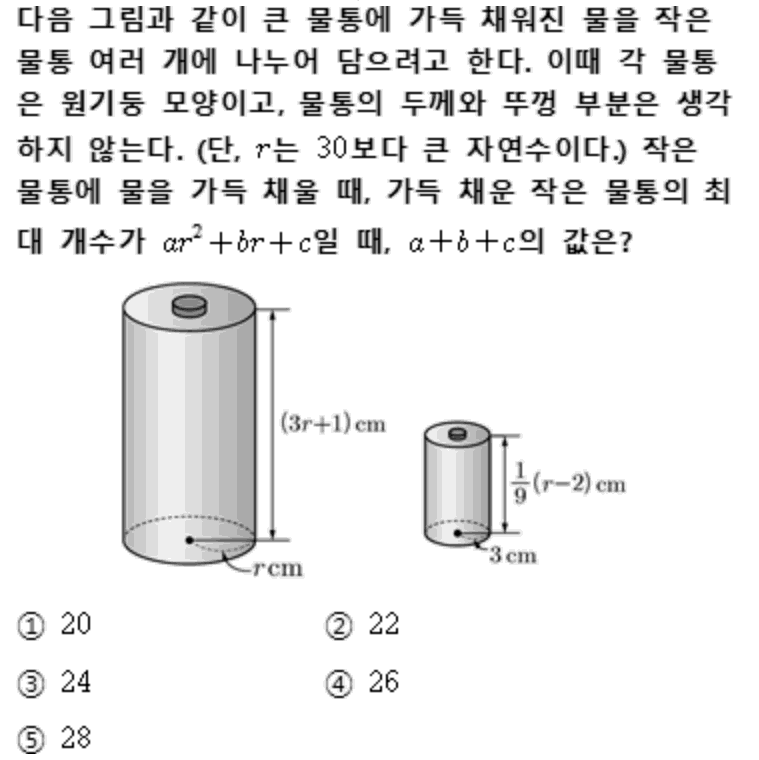 다음 그림과 같이 큰 물통에 가득 채워진 물을 작은
물통 여러 개에 나누어 담으려고 한다. 이때 각 물통
은 원기둥 모양이고, 물통의 두께와 뚜껑 부분은 생각
하지 않는다. (단, r는 30보다 큰 자연수이다.) 작은
물통에 물을 가득 채울 때, 가득 채운 작은 물통의 최
대 개수가 ar²+br+c일 때, a+b+c의 값은?
(3r+1) cm
1/9(r-2) cm
3 cm
r cm
① 20
② 22
③ 24
④ 26
⑤ 28